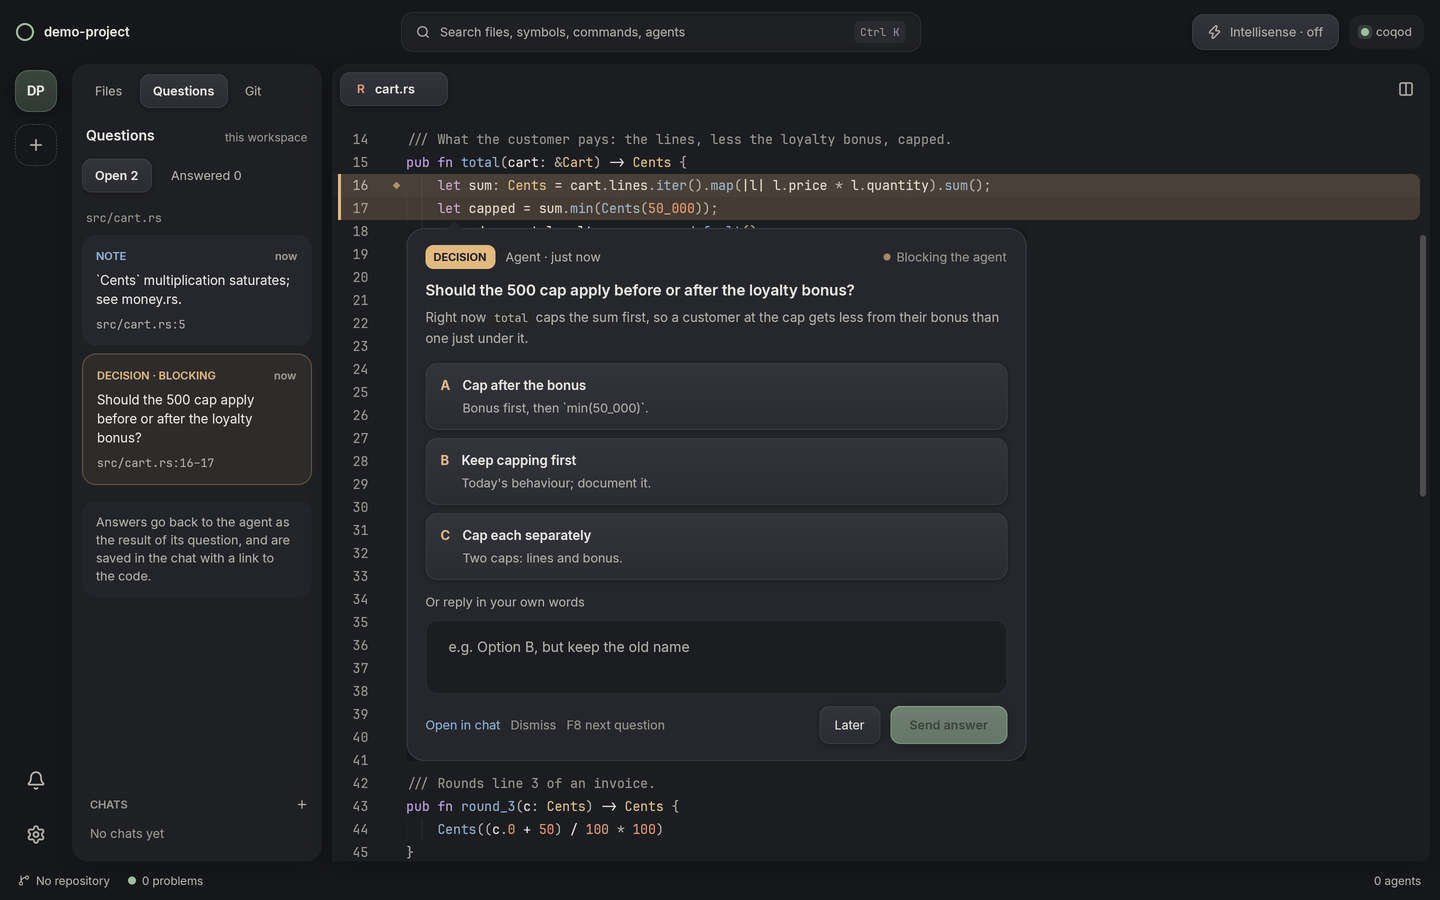 demo-project
Search files, symbols, commands, agents
Ctrl K
Intellisense · off
coqod
DP
Files
Questions
Git
Questions
this workspace
Open 2
Answered 0
src/cart.rs
NOTE
now
`Cents` multiplication saturates;
see money.rs.
src/cart.rs:5
DECISION · BLOCKING
now
Should the 500 cap apply
before or after the loyalty
bonus?
src/cart.rs:16–17
Answers go back to the agent as
the result of its question, and are
saved in the chat with a link to
the code.
CHATS
+
No chats yet
R cart.rs
14 /// What the customer pays: the lines, less the loyalty bonus, capped.
15 pub fn total(cart: &Cart) -> Cents {
16 let sum: Cents = cart.lines.iter().map(|l| l.price * l.quantity).sum();
17 let capped = sum.min(Cents(50_000));
18
19
20
21
22
23
24
25
26
27
28
29
30
31
32
33
34
35
36
37
38
39
40
41
DECISION
Agent · just now
Blocking the agent
Should the 500 cap apply before or after the loyalty bonus?
Right now total caps the sum first, so a customer at the cap gets less from their bonus than
one just under it.
A Cap after the bonus
Bonus first, then `min(50_000)`.
B Keep capping first
Today's behaviour; document it.
C Cap each separately
Two caps: lines and bonus.
Or reply in your own words
e.g. Option B, but keep the old name
Open in chat
Dismiss
F8 next question
Later
Send answer
42 /// Rounds line 3 of an invoice.
43 pub fn round_3(c: Cents) -> Cents {
44 Cents((c.0 + 50) / 100 * 100)
45 }
No repository
0 problems
0 agents